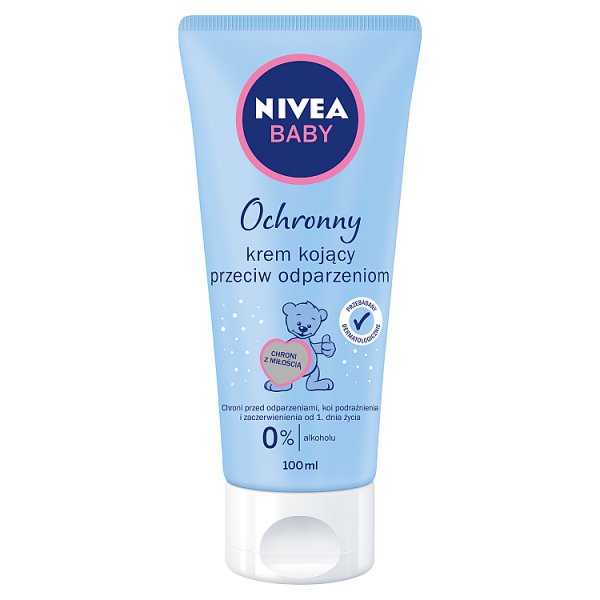 NIVEA
BABY
Ochronny
krem kojący
przeciw odparzeniom
PRZEBADANY
DERMATOLOGICZNIE
CHRONI
Z MIŁOŚCIĄ
Chroni przed odparzeniami, koi podrażnienia
i zaczerwienienia od 1. dnia życia
0% alkoholu
100 ml